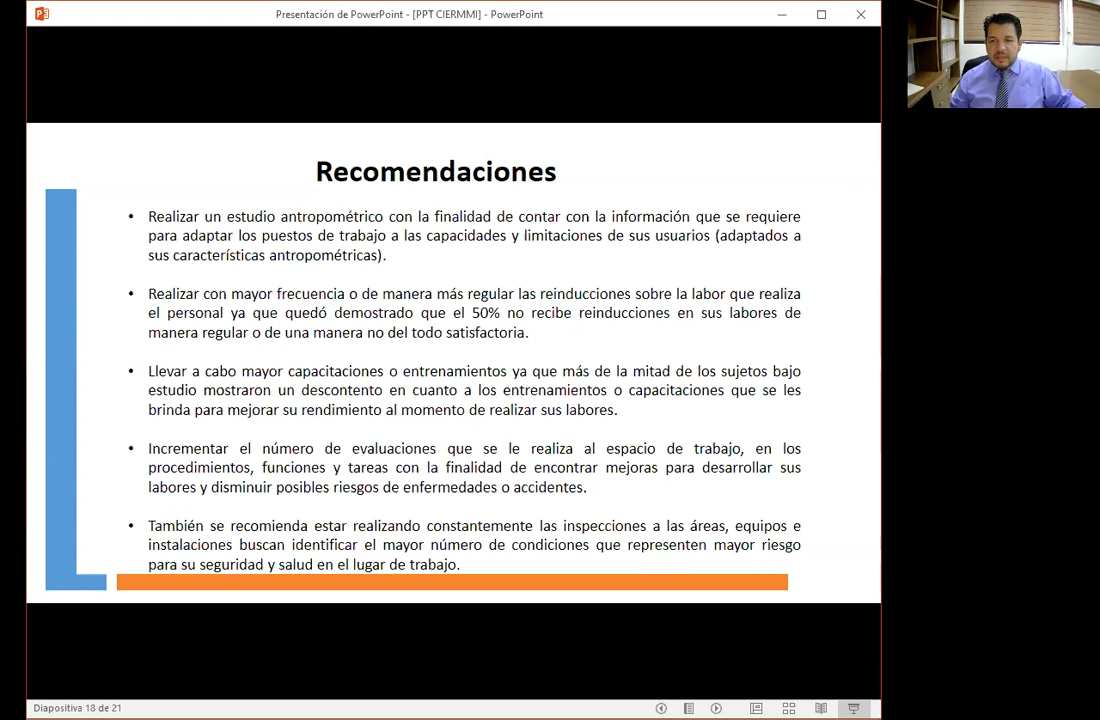 Presentación de PowerPoint - [PPT CIERMMI] - PowerPoint
Recomendaciones
• Realizar un estudio antropométrico con la finalidad de contar con la información que se requiere
para adaptar los puestos de trabajo a las capacidades y limitaciones de sus usuarios (adaptados a
sus características antropométricas).
• Realizar con mayor frecuencia o de manera más regular las reinducciones sobre la labor que realiza
el personal ya que quedó demostrado que el 50% no recibe reinducciones en sus labores de
manera regular o de una manera no del todo satisfactoria.
• Llevar a cabo mayor capacitaciones o entrenamientos ya que más de la mitad de los sujetos bajo
estudio mostraron un descontento en cuanto a los entrenamientos o capacitaciones que se les
brinda para mejorar su rendimiento al momento de realizar sus labores.
• Incrementar el número de evaluaciones que se le realiza al espacio de trabajo, en los
procedimientos, funciones y tareas con la finalidad de encontrar mejoras para desarrollar sus
labores y disminuir posibles riesgos de enfermedades o accidentes.
• También se recomienda estar realizando constantemente las inspecciones a las áreas, equipos e
instalaciones buscan identificar el mayor número de condiciones que representen mayor riesgo
para su seguridad y salud en el lugar de trabajo.
Diapositiva 18 de 21